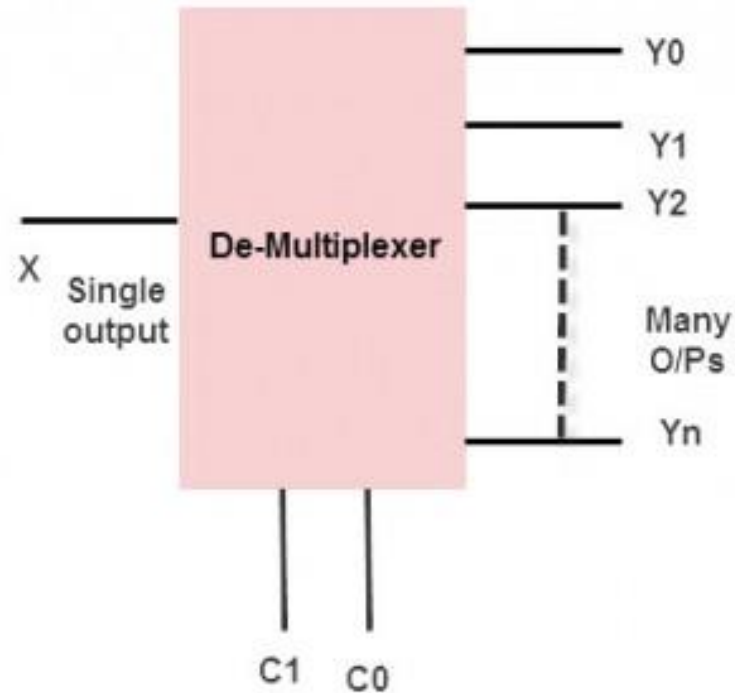 Y0
Y1
Y2
De-Multiplexer
X
Single
output
Many
O/Ps
Yn
C1
C0